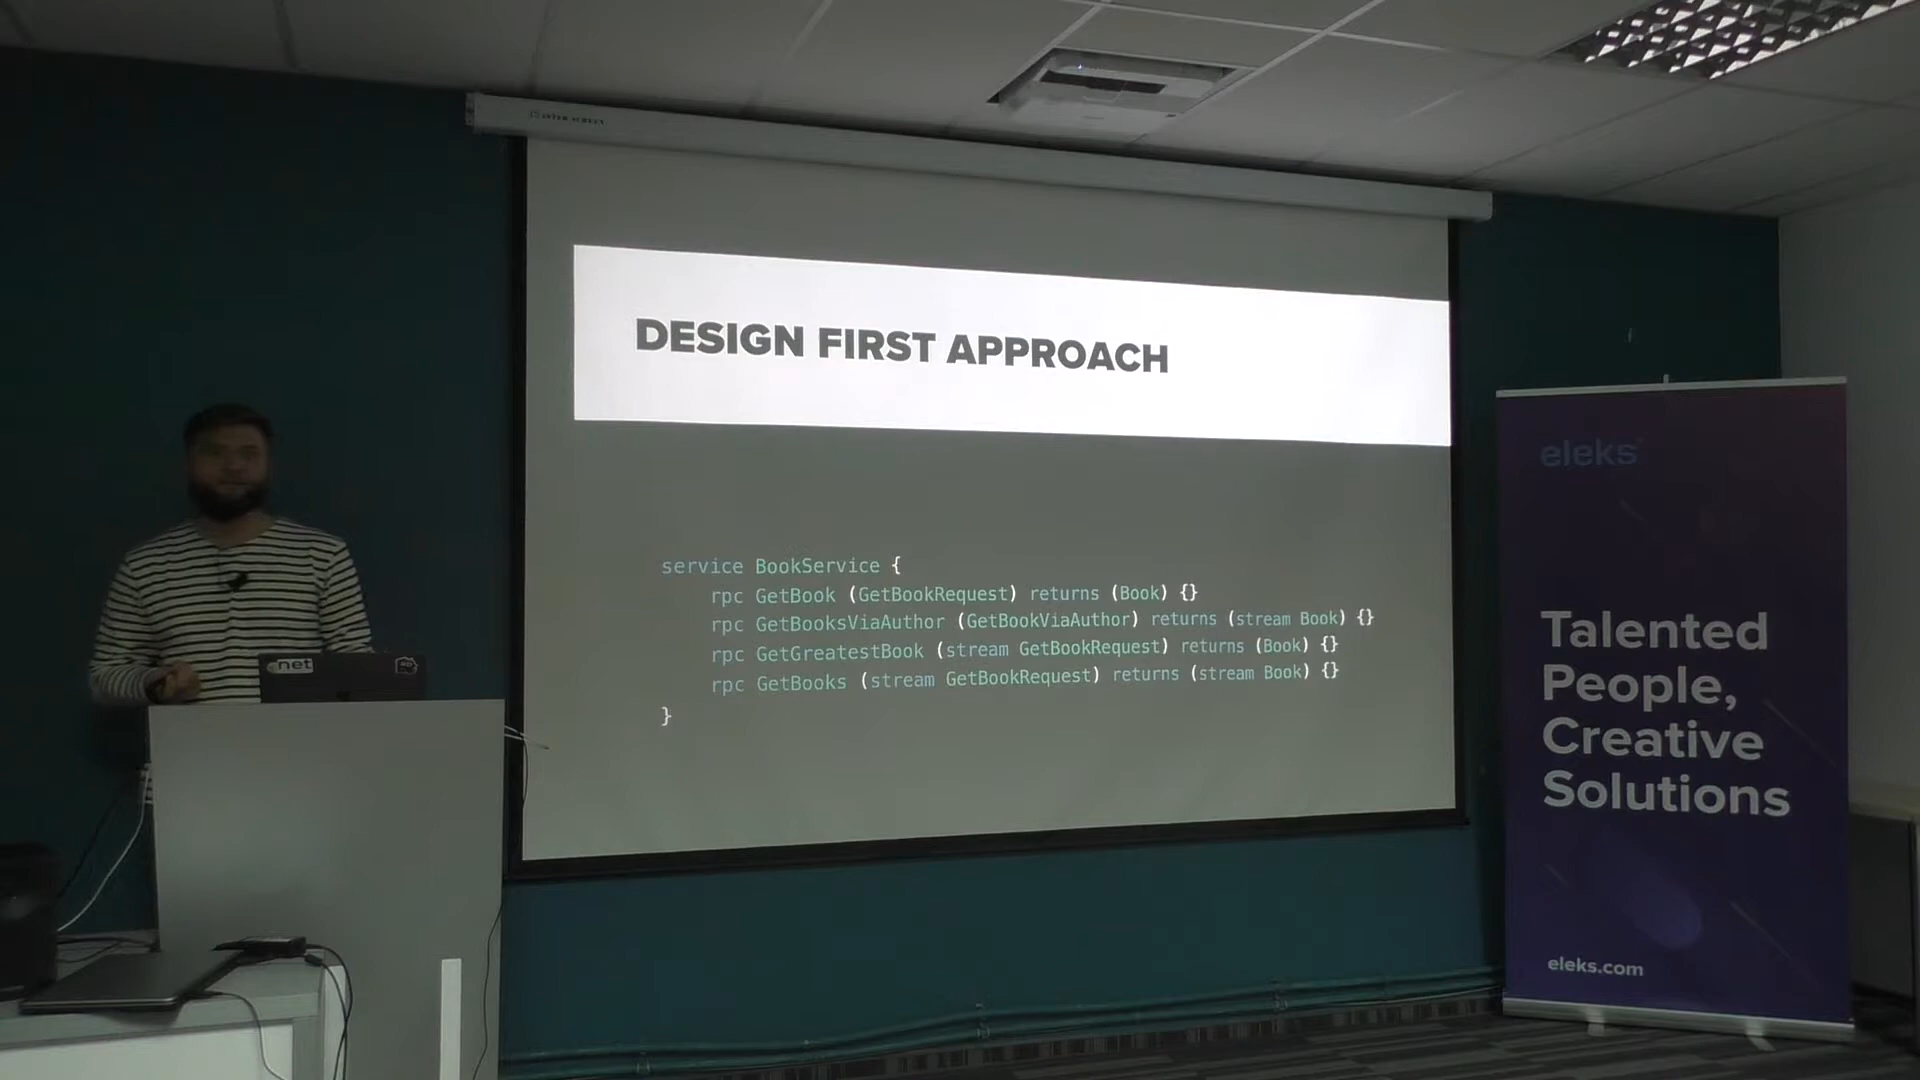 DESIGN FIRST APPROACH
service BookService {
rpc GetBook (GetBookRequest) returns (Book) {}
rpc GetBooksViaAuthor (GetBookViaAuthor) returns (stream Book) {}
rpc GetGreatestBook (stream GetBookRequest) returns (Book) {}
rpc GetBooks (stream GetBookRequest) returns (stream Book) {}
}
.net
eleks
Talented
People,
Creative
Solutions
eleks.com